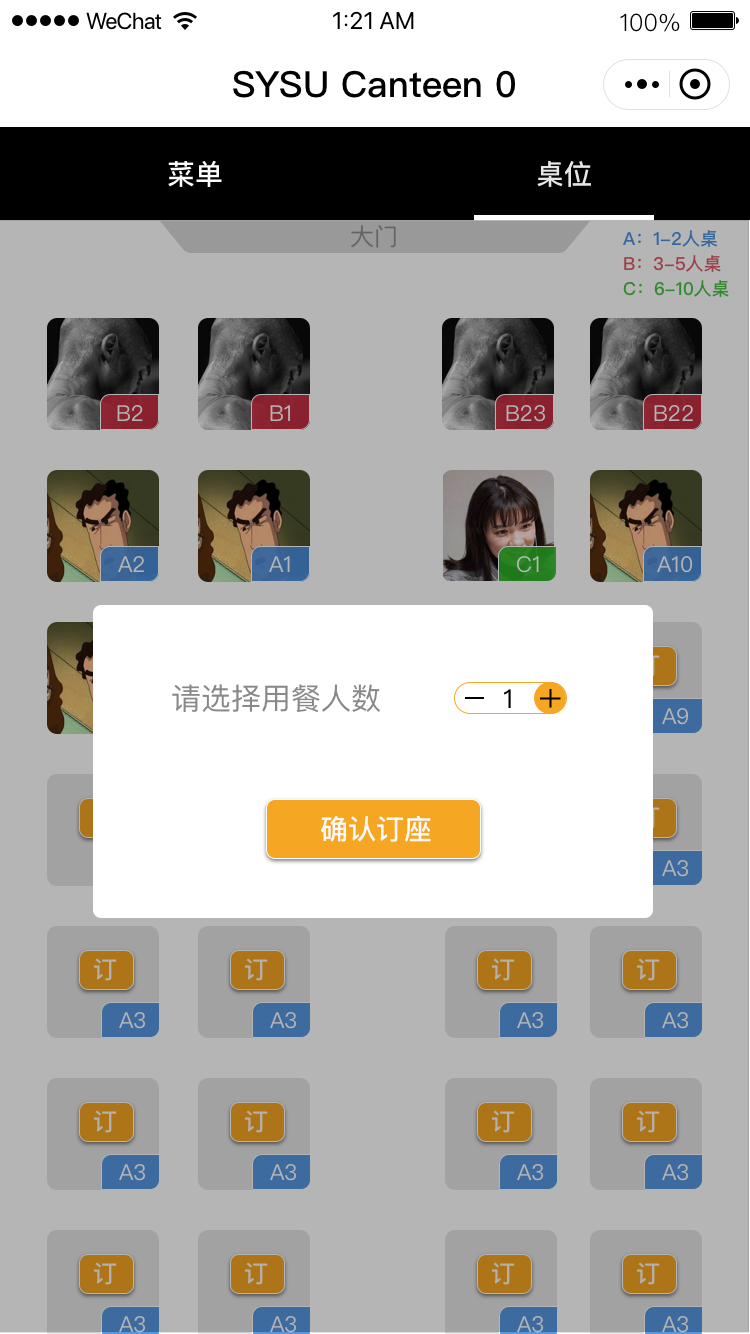 WeChat 1:21 AM 100%
SYSU Canteen 0
菜单 桌位
大门
A：1-2人桌
B：3-5人桌
C：6-10人桌
B2 B1 B23 B22
A2 A1 C1 A10
请选择用餐人数 1
A9
确认订座
A3
订 订 订 订
A3 A3 A3 A3
订 订 订 订
A3 A3 A3 A3
订 订 订 订
A3 A3 A3 A3